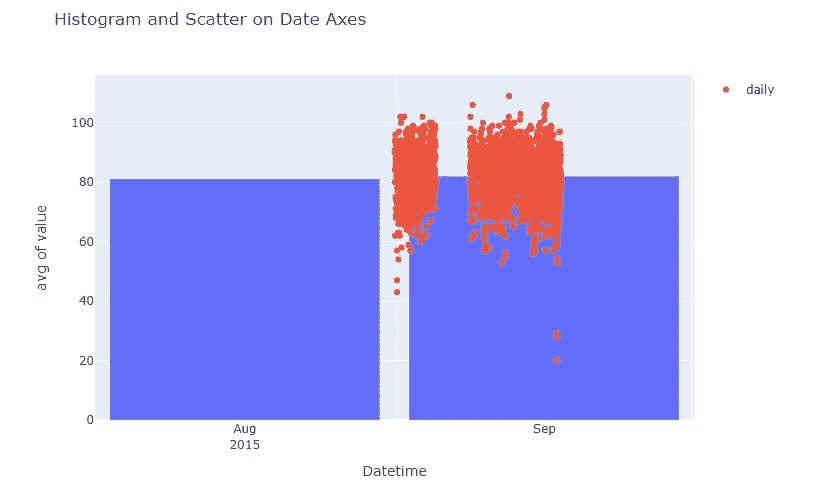 Histogram and Scatter on Date Axes
daily
avg of value
100
80
60
40
20
0
Aug
2015
Sep
Datetime